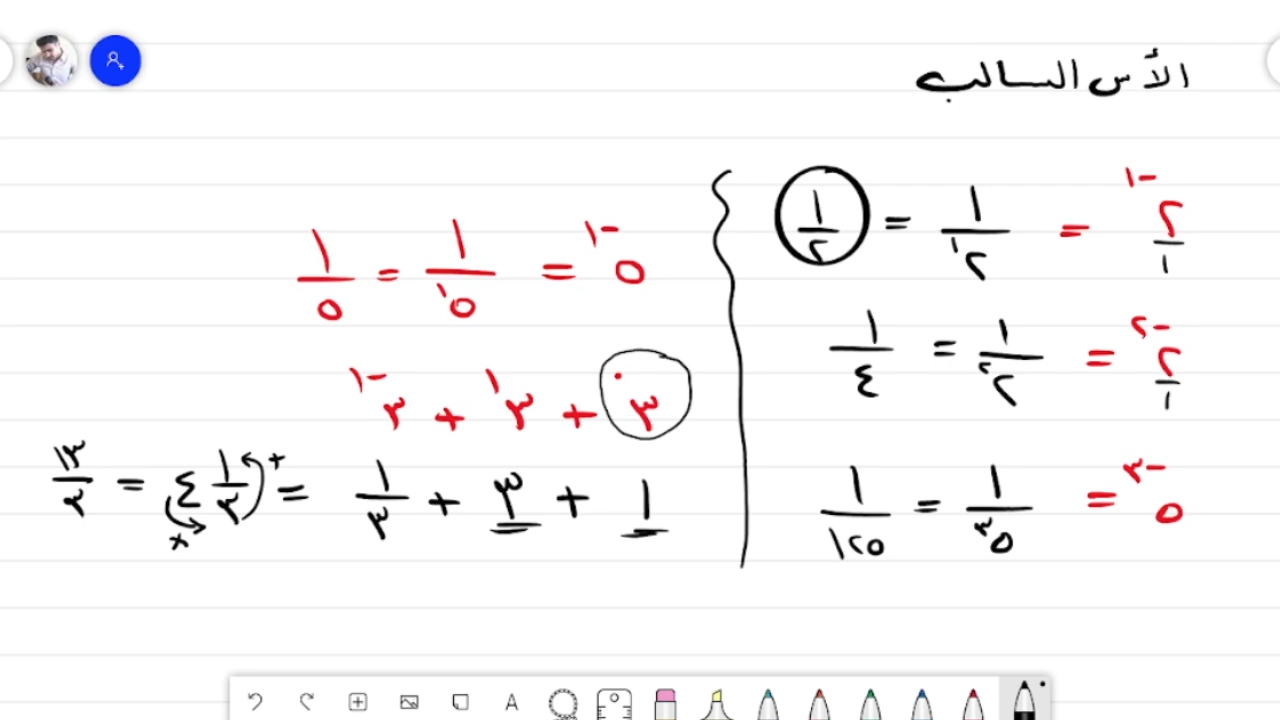 الأس السالب
٢/١ ^-١ = ١/٢^١ = ١/٢
٢/١ ^-٢ = ١/٢^٢ = ١/٤
٥^-٣ = ١/٥^٣ = ١/١٢٥
٥^-١ = ١/٥^١ = ١/٥
٣^٠ + ٣^١ + ٣^-١
١ + ٣ + ١/٣ = ٤ ١/٣ = ١٣/٣
+
×
A